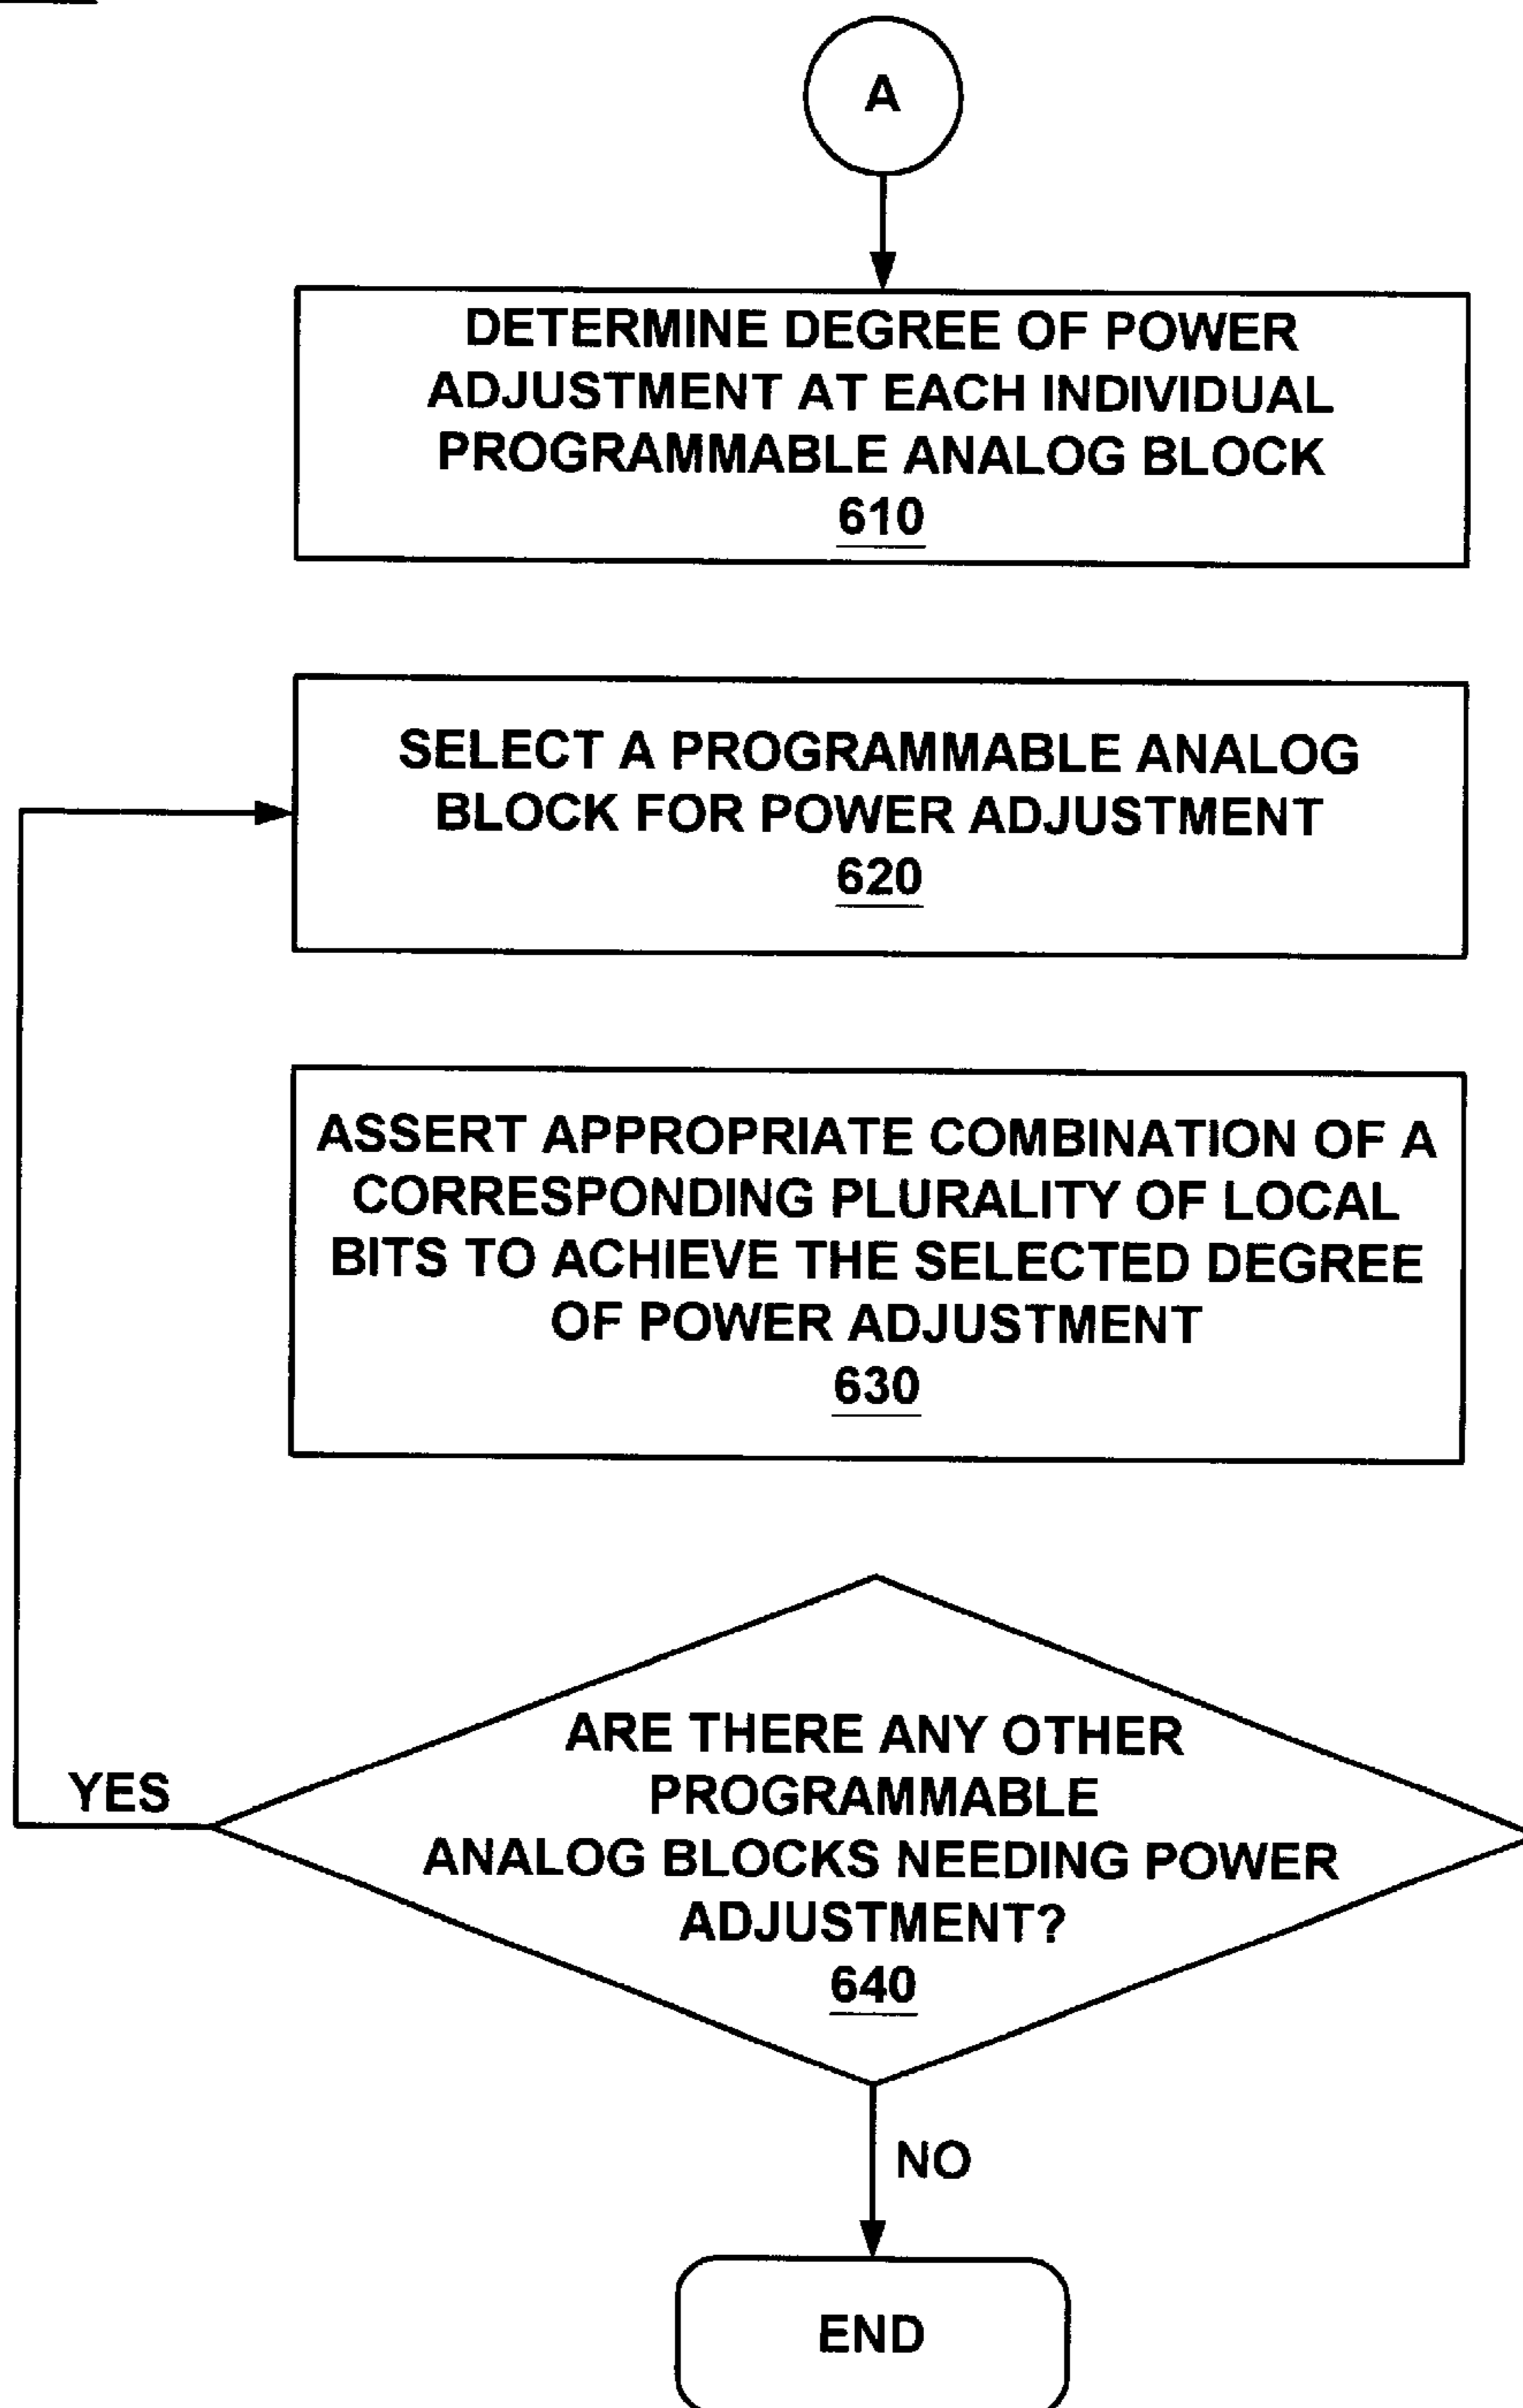 A
DETERMINE DEGREE OF POWER
ADJUSTMENT AT EACH INDIVIDUAL
PROGRAMMABLE ANALOG BLOCK
610
SELECT A PROGRAMMABLE ANALOG
BLOCK FOR POWER ADJUSTMENT
620
ASSERT APPROPRIATE COMBINATION OF A
CORRESPONDING PLURALITY OF LOCAL
BITS TO ACHIEVE THE SELECTED DEGREE
OF POWER ADJUSTMENT
630
ARE THERE ANY OTHER
PROGRAMMABLE
ANALOG BLOCKS NEEDING POWER
ADJUSTMENT?
640
YES
NO
END